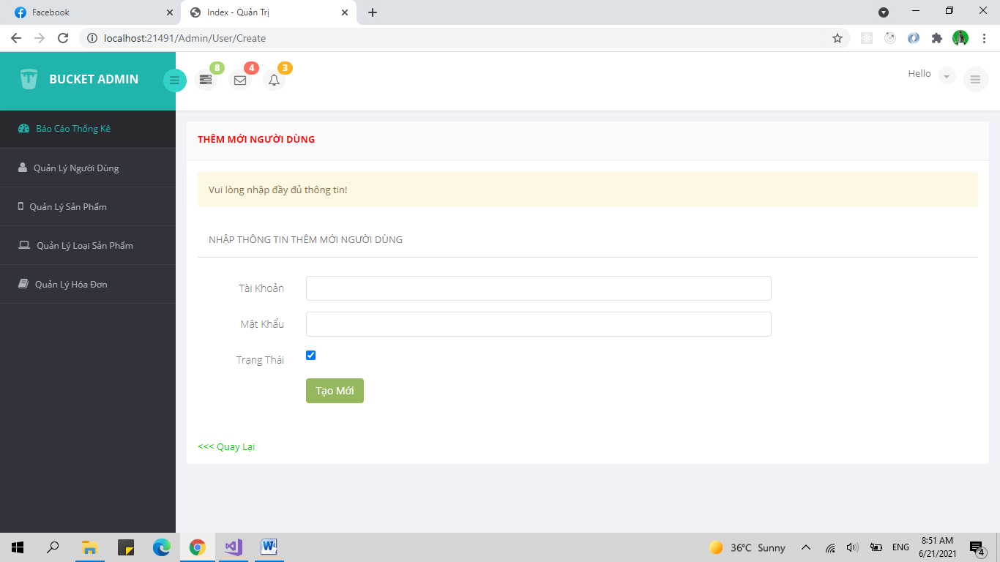 Facebook
Index - Quản Trị
localhost:21491/Admin/User/Create
BUCKET ADMIN
8
4
3
Hello
Báo Cáo Thống Kê
Quản Lý Người Dùng
Quản Lý Sản Phẩm
Quản Lý Loại Sản Phẩm
Quản Lý Hóa Đơn
THÊM MỚI NGƯỜI DÙNG
Vui lòng nhập đầy đủ thông tin!
NHẬP THÔNG TIN THÊM MỚI NGƯỜI DÙNG
Tài Khoản
Mật Khẩu
Trạng Thái
Tạo Mới
<<< Quay Lại
36°C Sunny
ENG
8:51 AM
6/21/2021
4